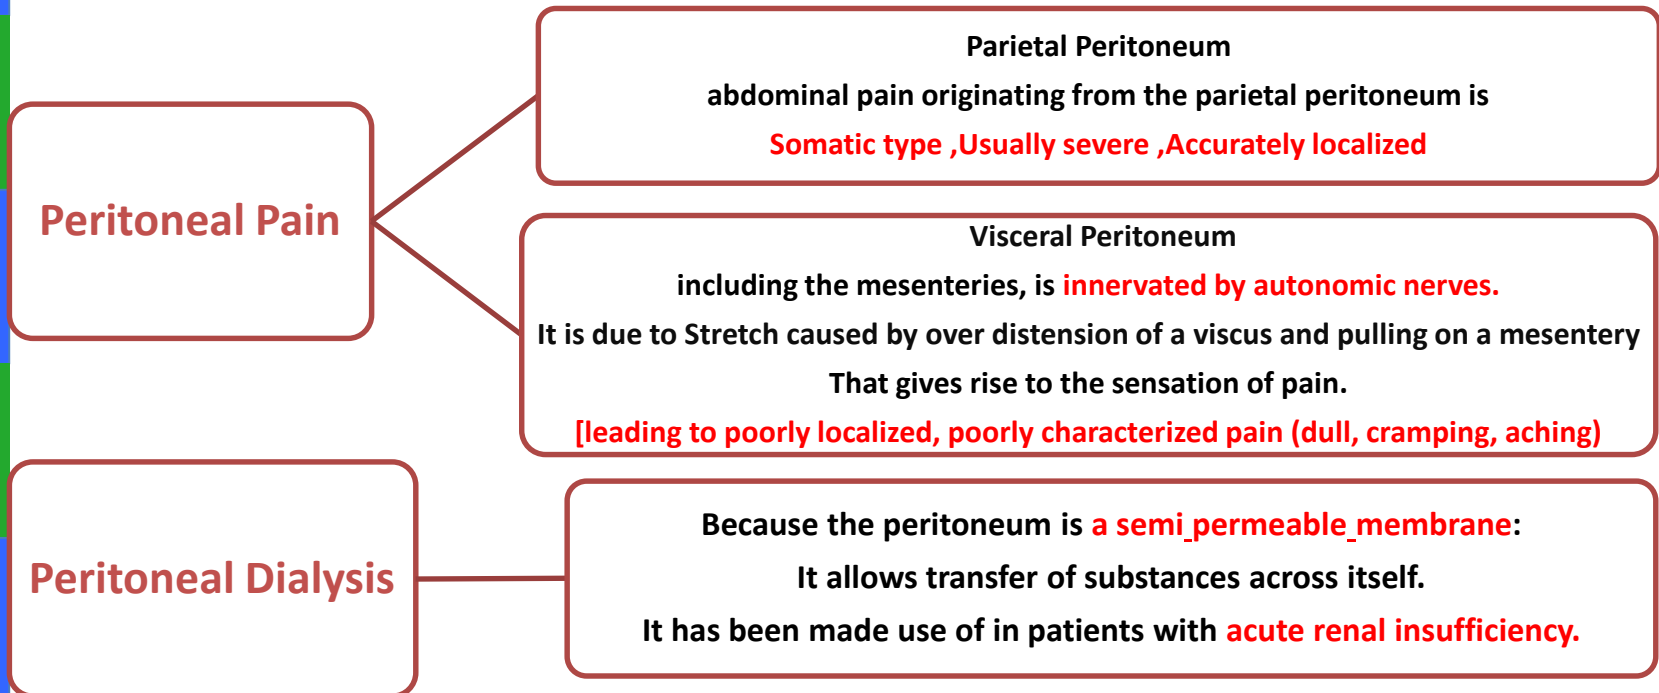 Peritoneal Pain
Parietal Peritoneum
abdominal pain originating from the parietal peritoneum is
Somatic type ,Usually severe ,Accurately localized
Visceral Peritoneum
including the mesenteries, is innervated by autonomic nerves.
It is due to Stretch caused by over distension of a viscus and pulling on a mesentery
That gives rise to the sensation of pain.
[leading to poorly localized, poorly characterized pain (dull, cramping, aching)
Peritoneal Dialysis
Because the peritoneum is a semi_permeable_membrane:
It allows transfer of substances across itself.
It has been made use of in patients with acute renal insufficiency.